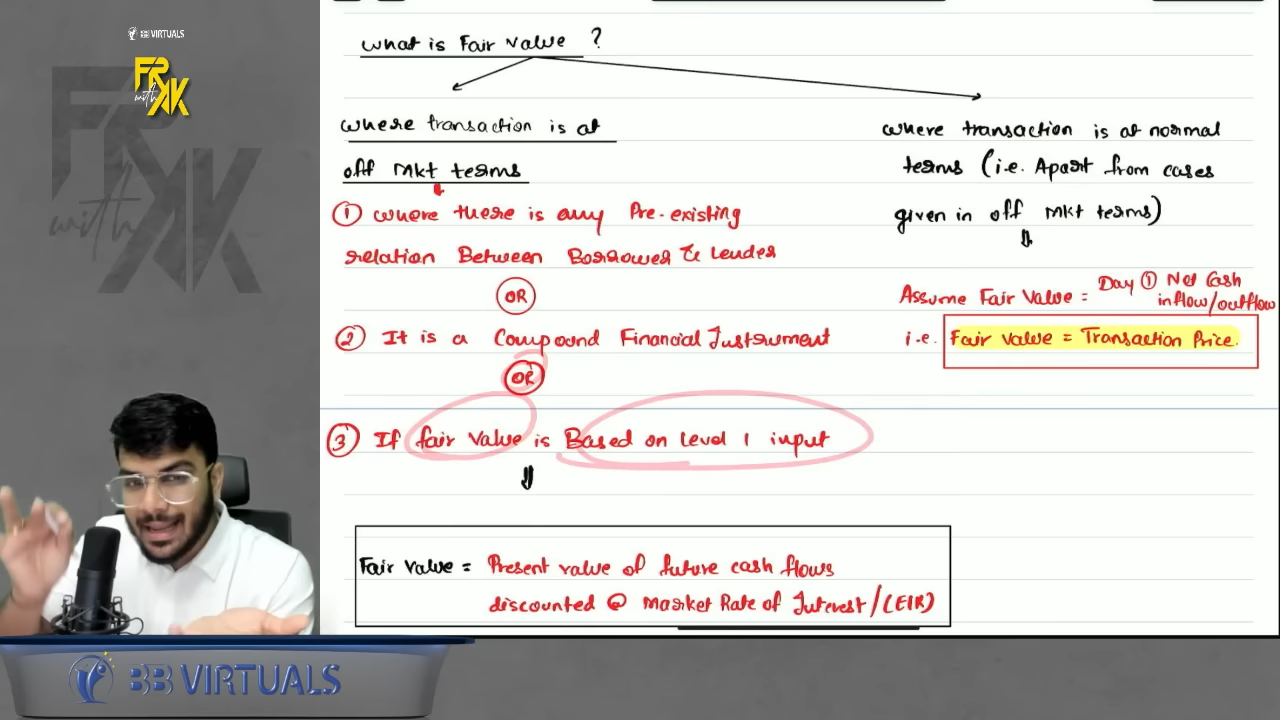 BB VIRTUALS
FR
with AK
FR
with
AK
What is Fair Value ?
where transaction is at
off Mkt terms
① where there is any Pre-existing
relation Between Borrower & Lender
OR
② It is a Compound Financial Instrument
OR
③ If fair value is Based on level 1 input
Fair Value = Present value of future cash flows
discounted @ Market Rate of Interest/(EIR)
where transaction is at normal
terms (i.e. Apart from cases
given in off Mkt terms)
Assume Fair Value = Day ① Net Cash
inflow/outflow
i.e. Fair Value = Transaction Price.
BB VIRTUALS